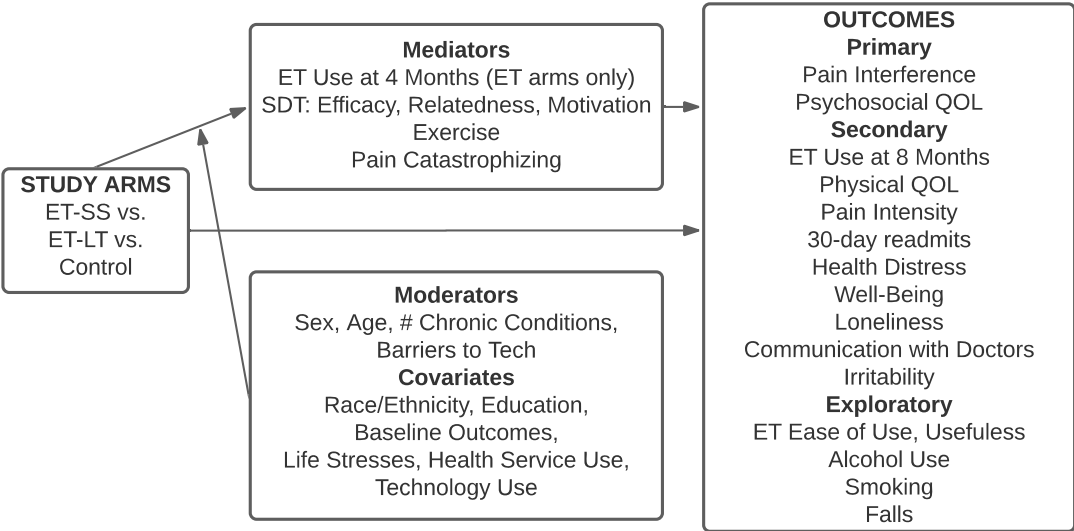 Mediators
ET Use at 4 Months (ET arms only)
SDT: Efficacy, Relatedness, Motivation
Exercise
Pain Catastrophizing
STUDY ARMS
ET-SS vs.
ET-LT vs.
Control
Moderators
Sex, Age, # Chronic Conditions,
Barriers to Tech
Covariates
Race/Ethnicity, Education,
Baseline Outcomes,
Life Stresses, Health Service Use,
Technology Use
OUTCOMES
Primary
Pain Interference
Psychosocial QOL
Secondary
ET Use at 8 Months
Physical QOL
Pain Intensity
30-day readmits
Health Distress
Well-Being
Loneliness
Communication with Doctors
Irritability
Exploratory
ET Ease of Use, Usefuless
Alcohol Use
Smoking
Falls